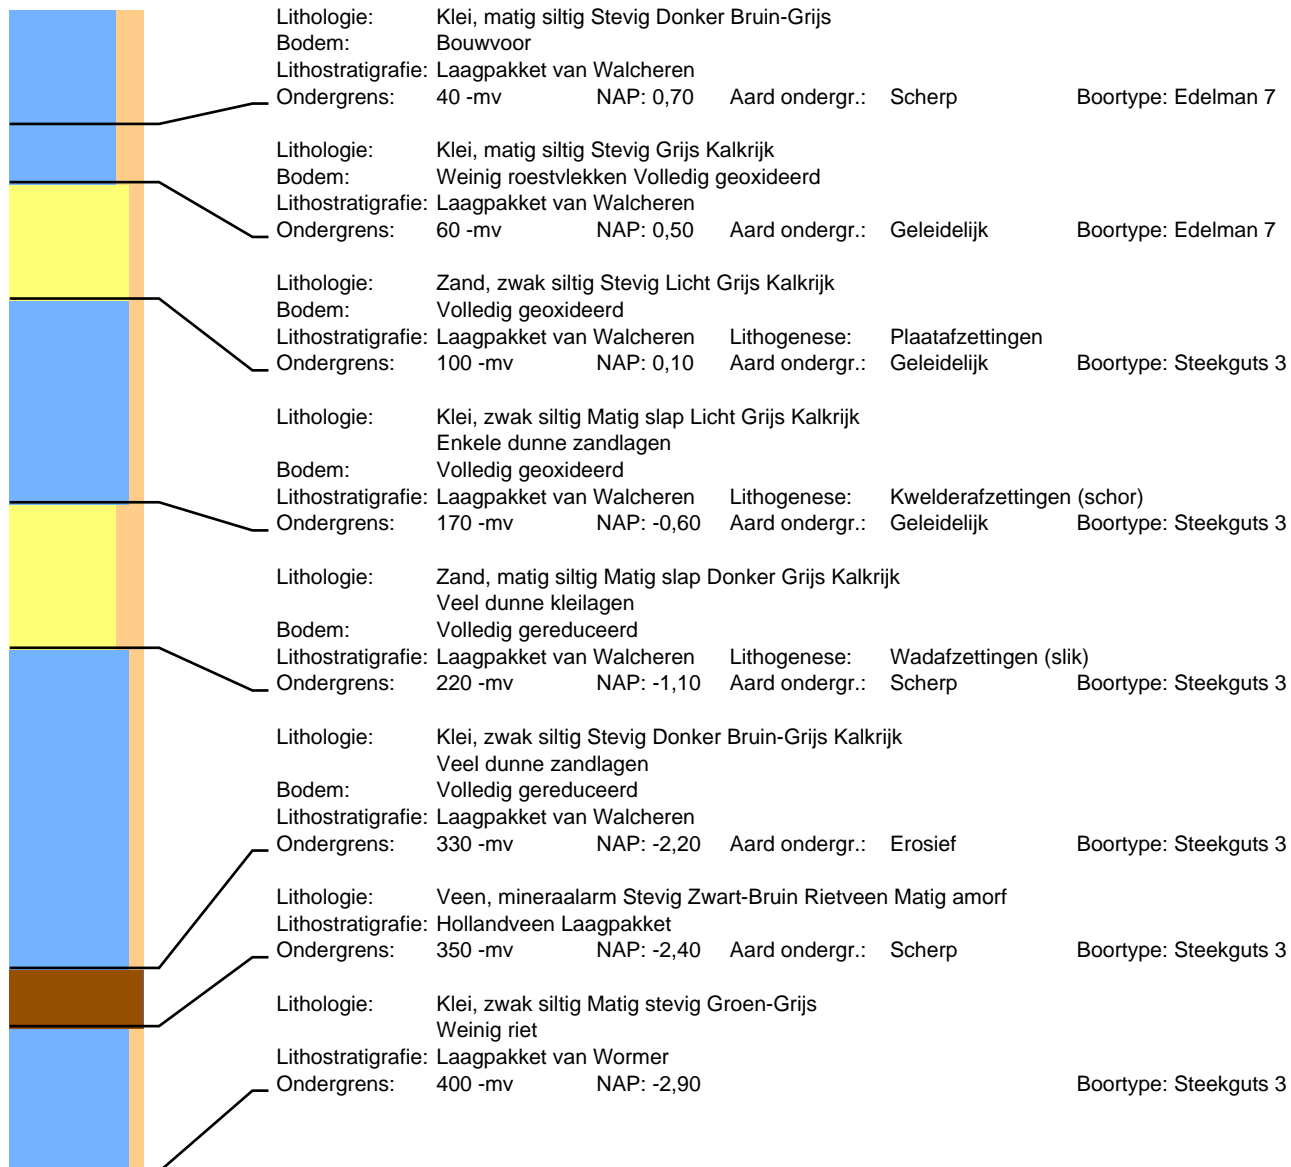 Lithologie: Klei, matig siltig Stevig Donker Bruin-Grijs
Bodem: Bouwvoor
Lithostratigrafie: Laagpakket van Walcheren
Ondergrens: 40 -mv NAP: 0,70 Aard ondergr.: Scherp Boortype: Edelman 7
Lithologie: Klei, matig siltig Stevig Grijs Kalkrijk
Bodem: Weinig roestvlekken Volledig geoxideerd
Lithostratigrafie: Laagpakket van Walcheren
Ondergrens: 60 -mv NAP: 0,50 Aard ondergr.: Geleidelijk Boortype: Edelman 7
Lithologie: Zand, zwak siltig Stevig Licht Grijs Kalkrijk
Bodem: Volledig geoxideerd
Lithostratigrafie: Laagpakket van Walcheren Lithogenese: Plaatafzettingen
Ondergrens: 100 -mv NAP: 0,10 Aard ondergr.: Geleidelijk Boortype: Steekguts 3
Lithologie: Klei, zwak siltig Matig slap Licht Grijs Kalkrijk
Enkele dunne zandlagen
Bodem: Volledig geoxideerd
Lithostratigrafie: Laagpakket van Walcheren Lithogenese: Kwelderafzettingen (schor)
Ondergrens: 170 -mv NAP: -0,60 Aard ondergr.: Geleidelijk Boortype: Steekguts 3
Lithologie: Zand, matig siltig Matig slap Donker Grijs Kalkrijk
Veel dunne kleilagen
Bodem: Volledig gereduceerd
Lithostratigrafie: Laagpakket van Walcheren Lithogenese: Wadafzettingen (slik)
Ondergrens: 220 -mv NAP: -1,10 Aard ondergr.: Scherp Boortype: Steekguts 3
Lithologie: Klei, zwak siltig Stevig Donker Bruin-Grijs Kalkrijk
Veel dunne zandlagen
Bodem: Volledig gereduceerd
Lithostratigrafie: Laagpakket van Walcheren
Ondergrens: 330 -mv NAP: -2,20 Aard ondergr.: Erosief Boortype: Steekguts 3
Lithologie: Veen, mineraalarm Stevig Zwart-Bruin Rietveen Matig amorf
Lithostratigrafie: Hollandveen Laagpakket
Ondergrens: 350 -mv NAP: -2,40 Aard ondergr.: Scherp Boortype: Steekguts 3
Lithologie: Klei, zwak siltig Matig stevig Groen-Grijs
Weinig riet
Lithostratigrafie: Laagpakket van Wormer
Ondergrens: 400 -mv NAP: -2,90 Boortype: Steekguts 3